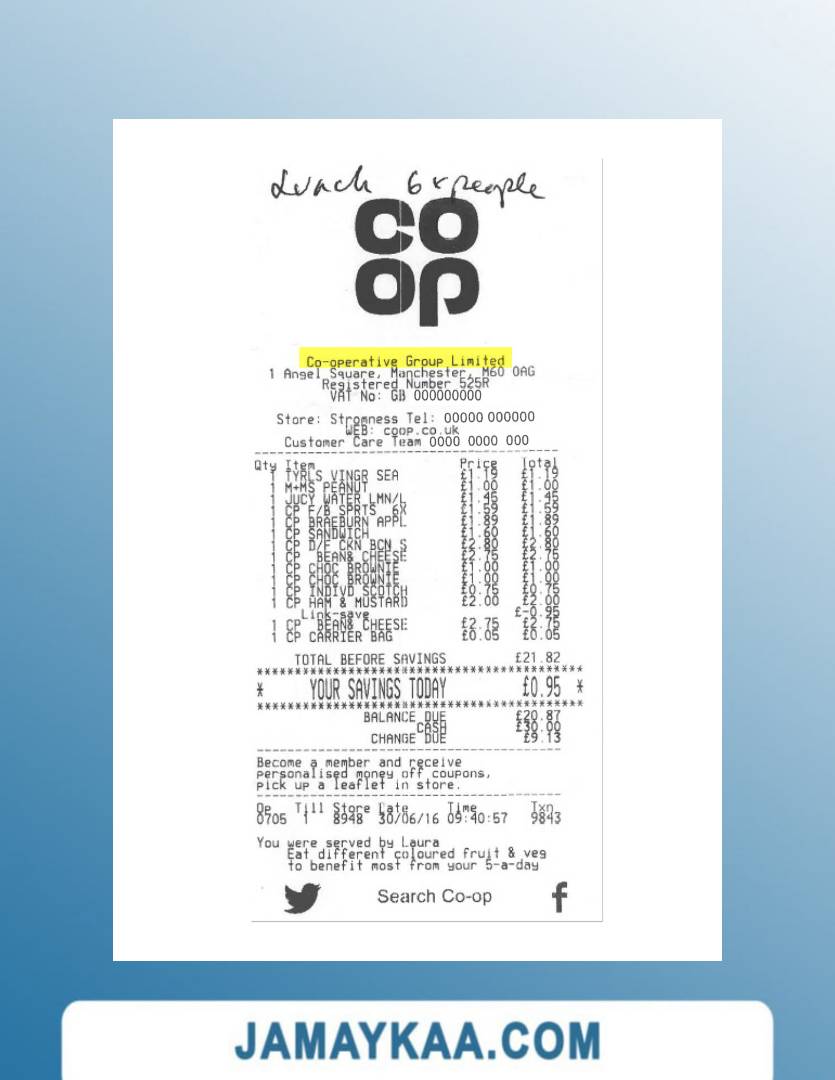 Lunch 6 x people
CO
OP
Co-operative Group Limited
1 Angel Square, Manchester, M60 0AG
Registered Number 525R
VAT No: GB 000000000
Store: Stromness Tel: 00000 000000
WEB: coop.co.uk
Customer Care Team 0000 0000 000
Qty Item Price Total
1 TYRLS VINGR SEA £1.19 £1.19
1 M+MS PEANUT £1.00 £1.00
1 JUCY WATER LMN/L £1.45 £1.45
1 CP F/B SPRTS 6X £1.59 £1.59
1 CP BRAEBURN APPL £1.89 £1.89
1 CP SANDWICH £1.60 £1.60
1 CP D/F CKN BCN S £2.80 £2.80
1 CP BEAN& CHEESE £2.75 £2.75
1 CP CHOC BROWNIE £1.00 £1.00
1 CP CHOC BROWNIE £1.00 £1.00
1 CP INDIVD SCOTCH £0.75 £0.75
1 CP HAM & MUSTARD £2.00 £2.00
Link-save £-0.95
1 CP BEAN& CHEESE £2.75 £2.75
1 CP CARRIER BAG £0.05 £0.05
TOTAL BEFORE SAVINGS £21.82
* YOUR SAVINGS TODAY £0.95 *
BALANCE DUE £20.87
CASH £30.00
CHANGE DUE £9.13
Become a member and receive
personalised money off coupons,
pick up a leaflet in store.
Op Till Store Date Time Txn
0705 1 8948 30/06/16 09:40:57 9843
You were served by Laura
Eat different coloured fruit & veg
to benefit most from your 5-a-day
Search Co-op
JAMAYKAA.COM